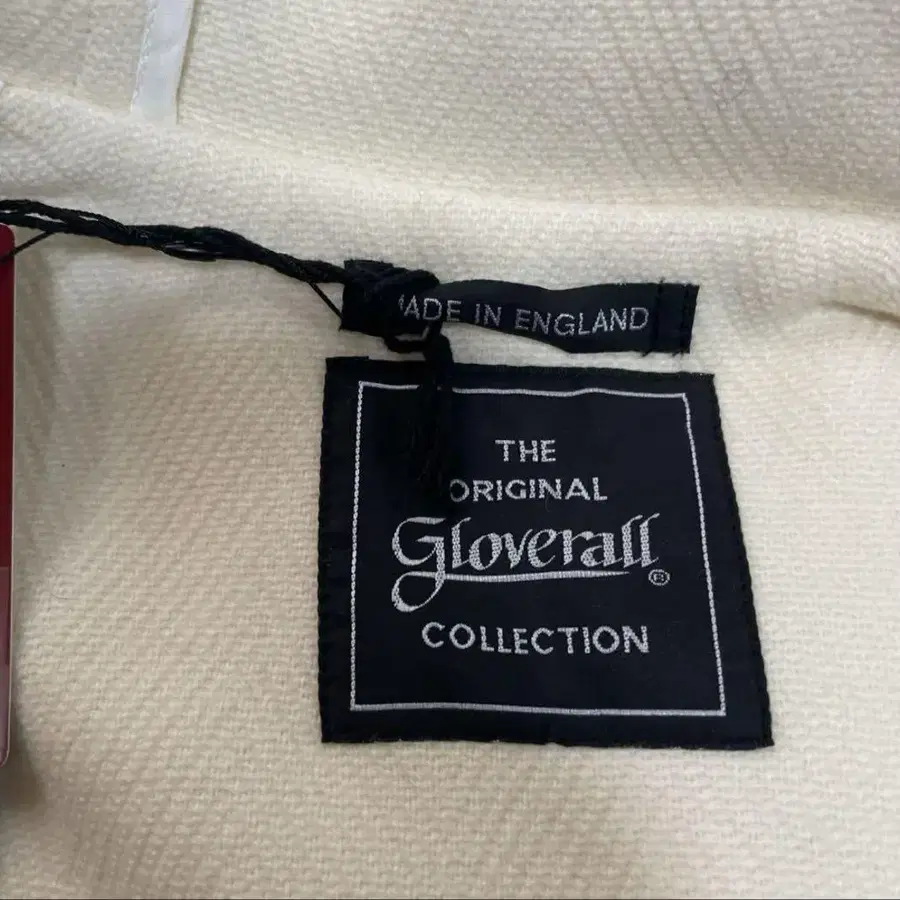 MADE IN ENGLAND
THE
ORIGINAL
Gloverall®
COLLECTION